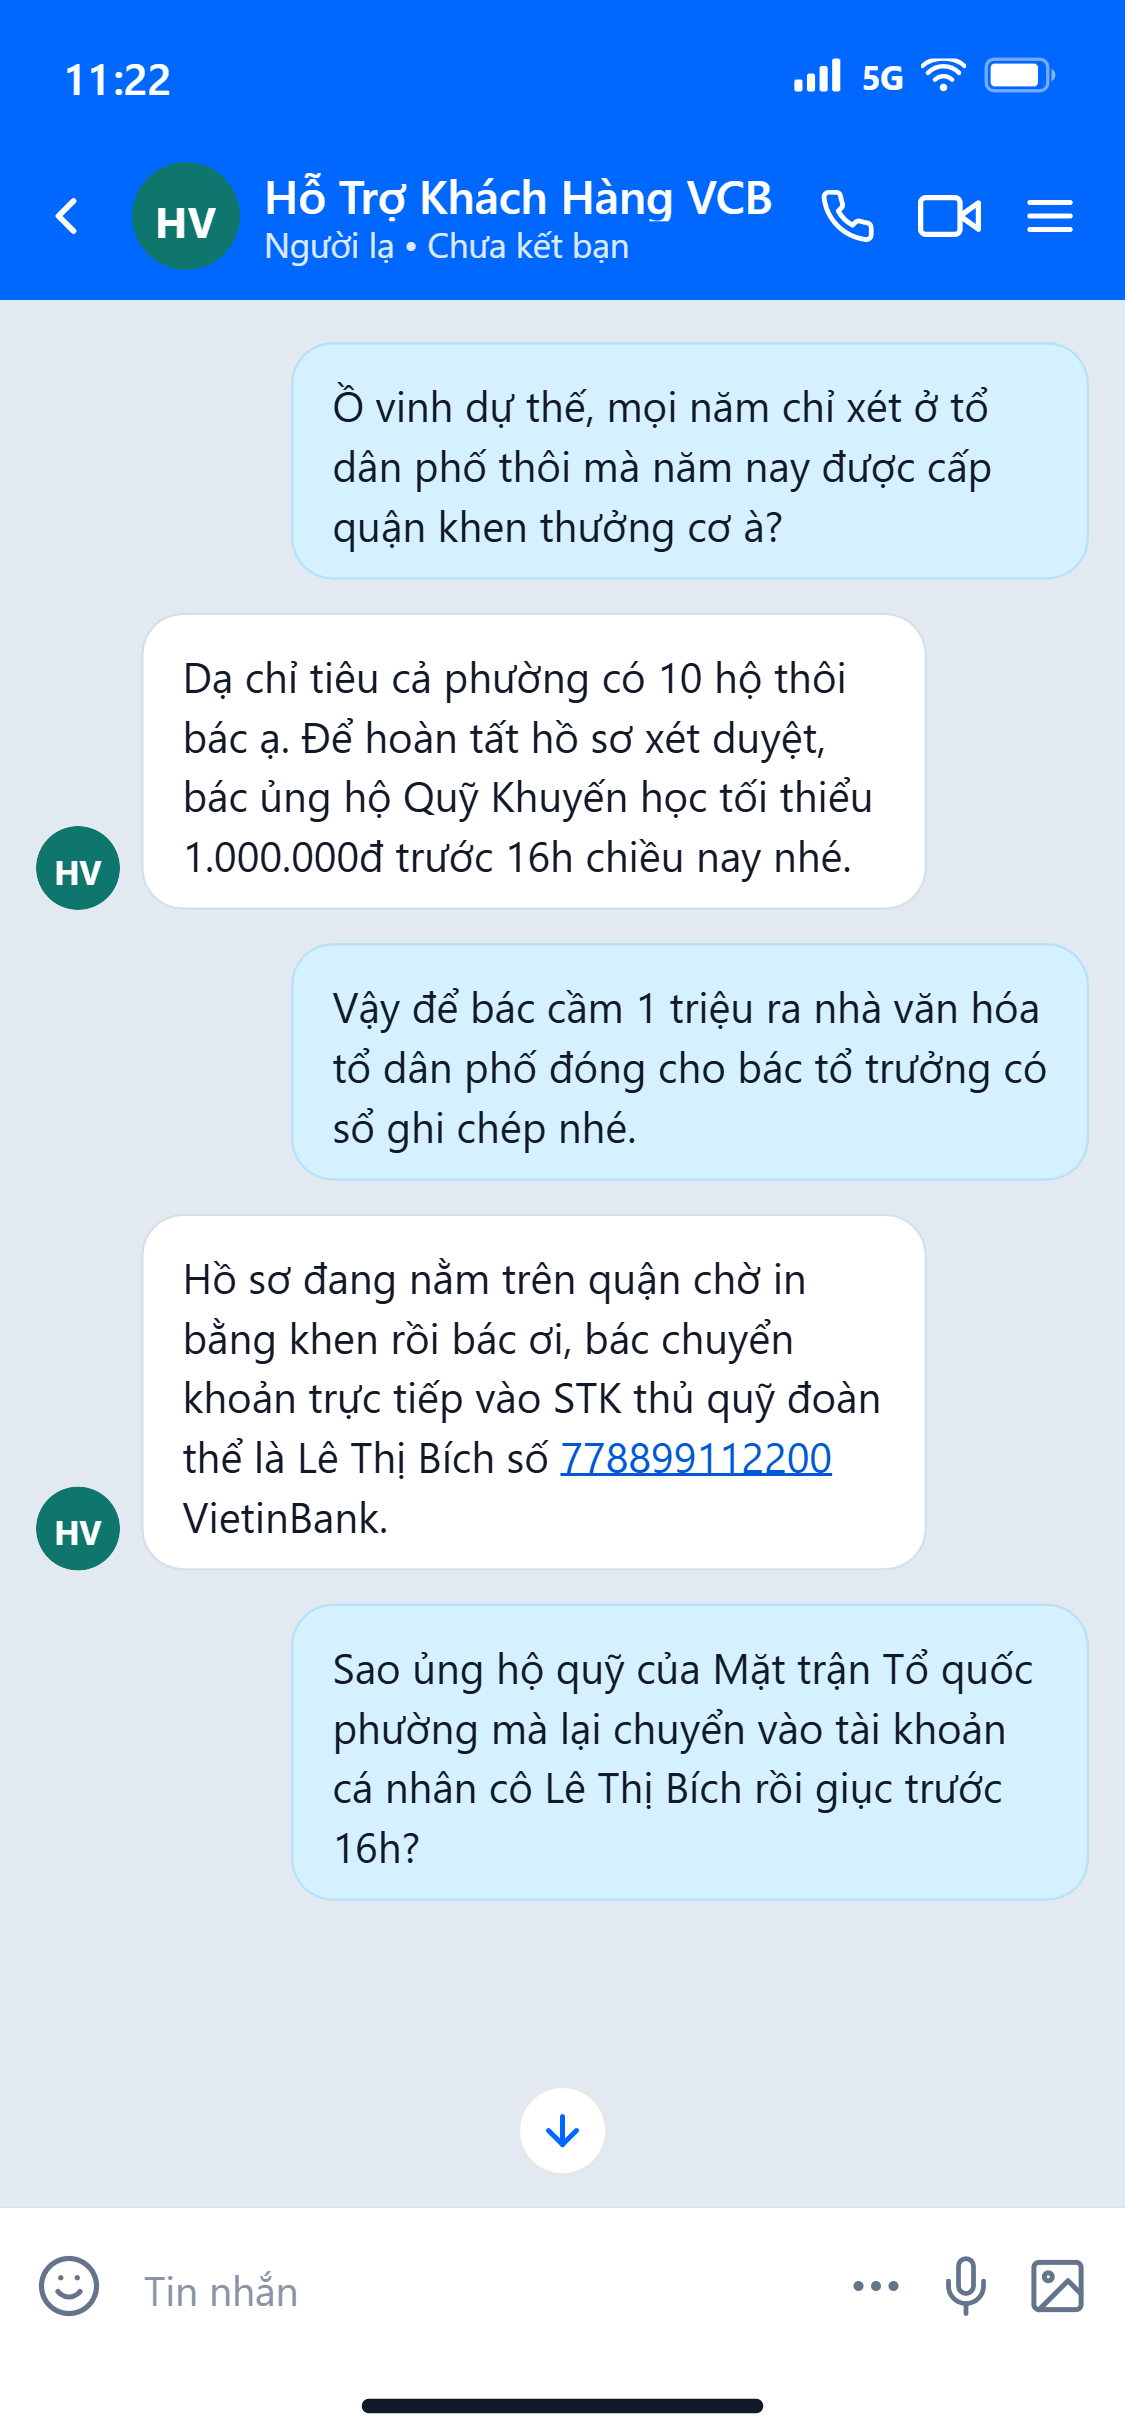 11:22
5G
HV
Hỗ Trợ Khách Hàng VCB
Người lạ • Chưa kết bạn
Ồ vinh dự thế, mọi năm chỉ xét ở tổ
dân phố thôi mà năm nay được cấp
quận khen thưởng cơ à?
Dạ chỉ tiêu cả phường có 10 hộ thôi
bác ạ. Để hoàn tất hồ sơ xét duyệt,
bác ủng hộ Quỹ Khuyến học tối thiểu
1.000.000đ trước 16h chiều nay nhé.
HV
Vậy để bác cầm 1 triệu ra nhà văn hóa
tổ dân phố đóng cho bác tổ trưởng có
sổ ghi chép nhé.
Hồ sơ đang nằm trên quận chờ in
bằng khen rồi bác ơi, bác chuyển
khoản trực tiếp vào STK thủ quỹ đoàn
thể là Lê Thị Bích số 778899112200
VietinBank.
HV
Sao ủng hộ quỹ của Mặt trận Tổ quốc
phường mà lại chuyển vào tài khoản
cá nhân cô Lê Thị Bích rồi giục trước
16h?
Tin nhắn